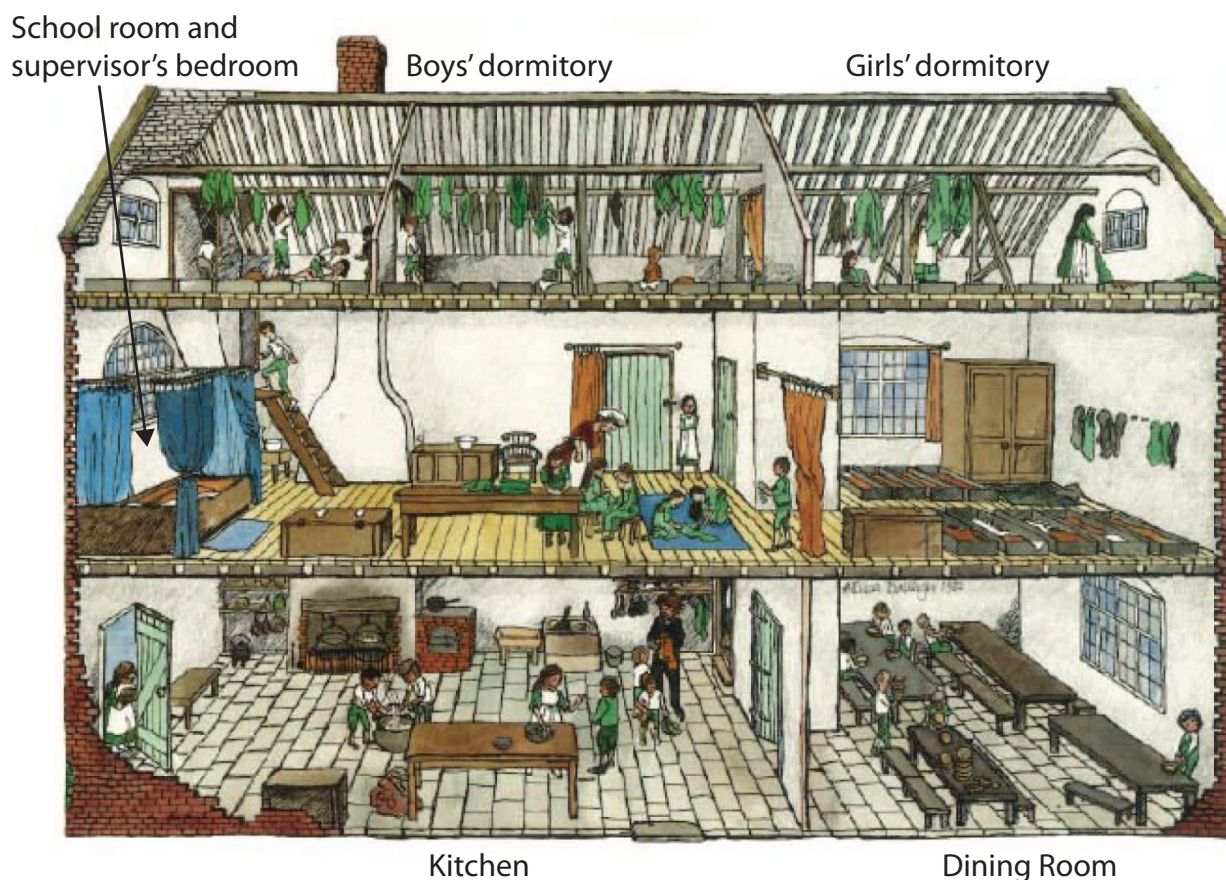 School room and
supervisor's bedroom
Boys' dormitory
Girls' dormitory
Kitchen
Dining Room